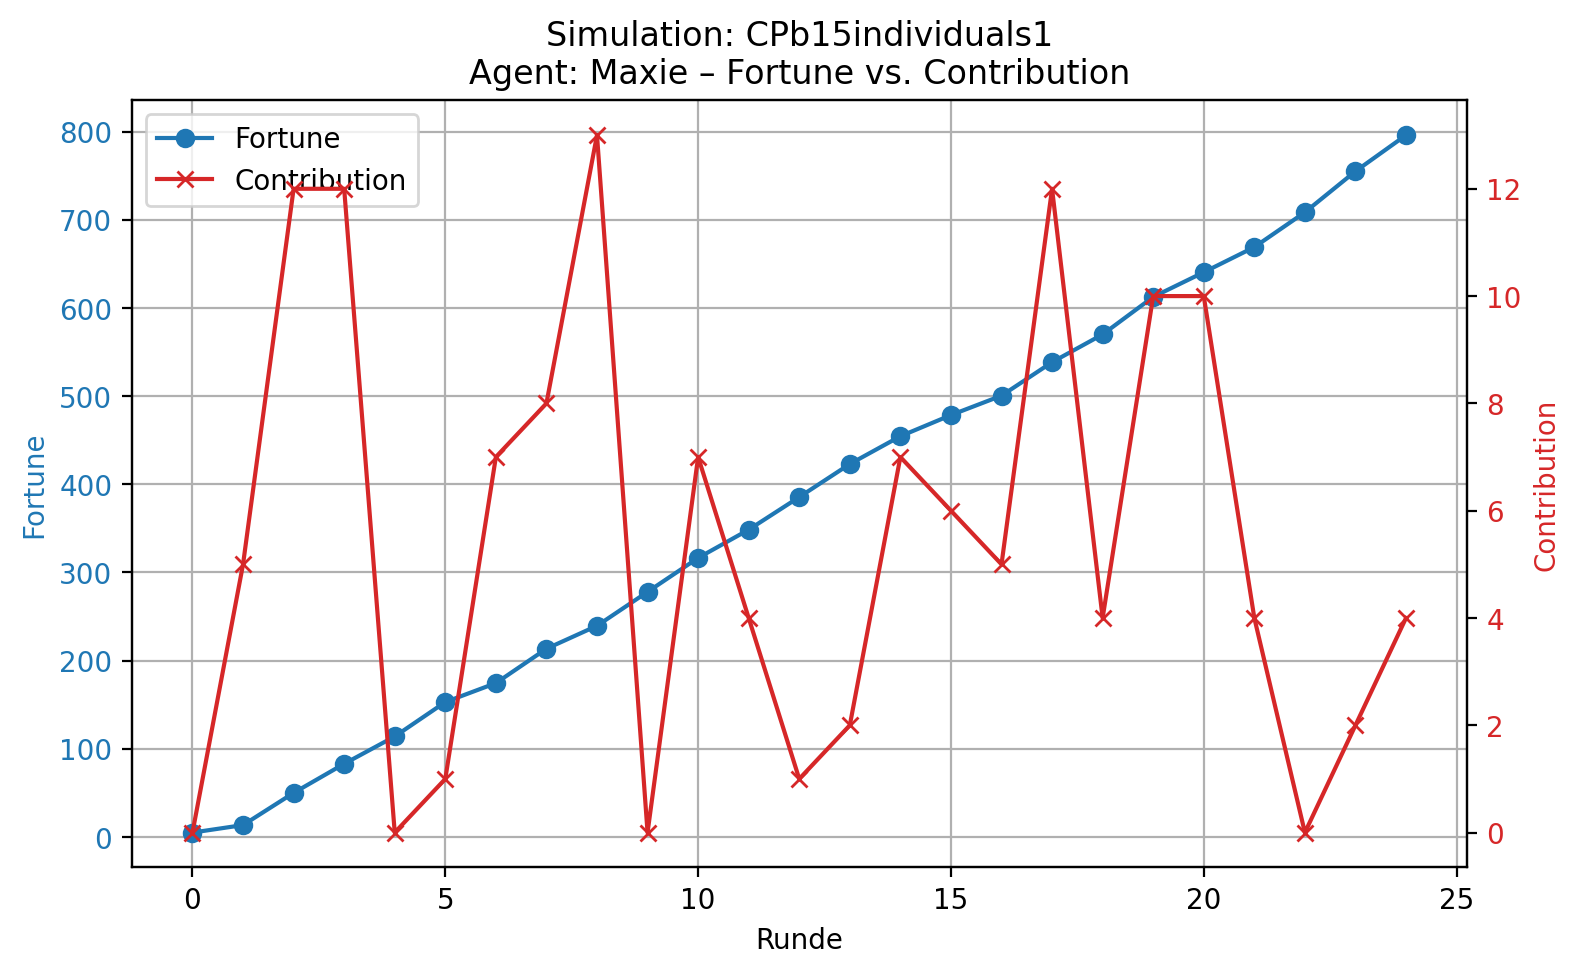 Simulation: CPb15individuals1
Agent: Maxie – Fortune vs. Contribution
Fortune
Contribution
800
700
600
500
400
300
200
100
0
Fortune
12
10
8
6
4
2
0
Contribution
0 5 10 15 20 25
Runde